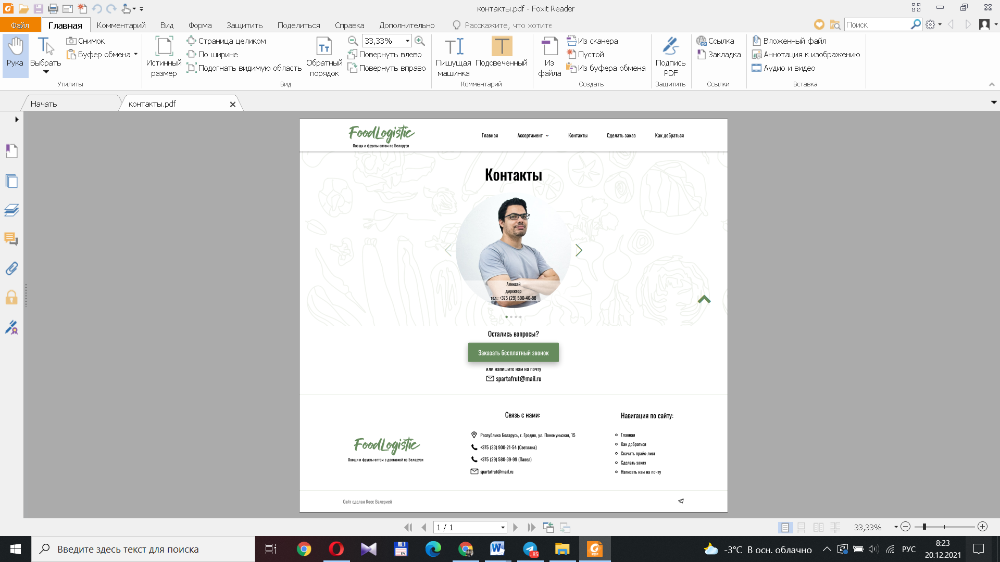 контакты.pdf - Foxit Reader
Файл Главная Комментарий Вид Форма Защитить Поделиться Справка Дополнительно Расскажите, что хотите Поиск
Рука
Выбрать
Снимок
Буфер обмена
Утилиты
Истинный размер
Страница целиком
По ширине
Подогнать видимую область
Обратный порядок
33,33%
Повернуть влево
Повернуть вправо
Вид
Пишущая машинка
Подсвеченный
Комментарий
Из файла
Из сканера
Пустой
Из буфера обмена
Создать
Подпись PDF
Защитить
Ссылка
Закладка
Ссылки
Вложенный файл
Аннотация к изображению
Аудио и видео
Вставка
Начать контакты.pdf
FoodLogistic
Овощи и фрукты оптом по Беларуси
Главная Ассортимент Контакты Сделать заказ Как добраться
Контакты
Алексей
директор
тел.: +375 (29) 590-40-88
Остались вопросы?
Заказать бесплатный звонок
или напишите нам на почту
spartafrut@mail.ru
FoodLogistic
Овощи и фрукты оптом с доставкой по Беларуси
Связь с нами:
Республика Беларусь, г. Гродно, ул. Понемуньская, 15
+375 (33) 900-21-54 (Светлана)
+375 (29) 580-39-99 (Павел)
spartafrut@mail.ru
Навигация по сайту:
Главная
Как добраться
Скачать прайс-лист
Сделать заказ
Написать нам на почту
Сайт сделан Косс Валерией
1 / 1
33,33%
Введите здесь текст для поиска
85
PDF
-3°C В осн. облачно
РУС
8:23
20.12.2021